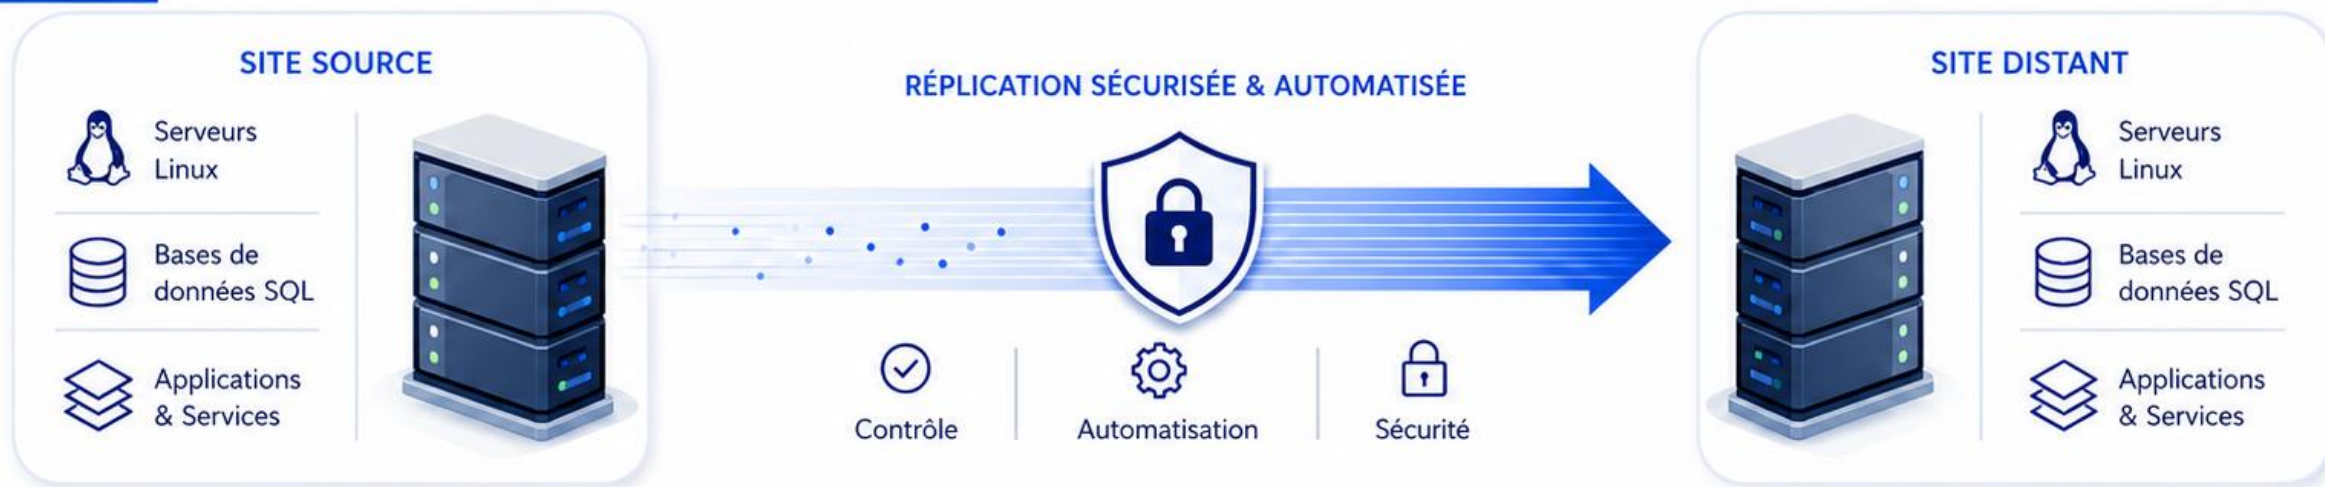 SITE SOURCE
Serveurs
Linux
Bases de
données SQL
Applications
& Services
RÉPLICATION SÉCURISÉE & AUTOMATISÉE
Contrôle
Automatisation
Sécurité
SITE DISTANT
Serveurs
Linux
Bases de
données SQL
Applications
& Services